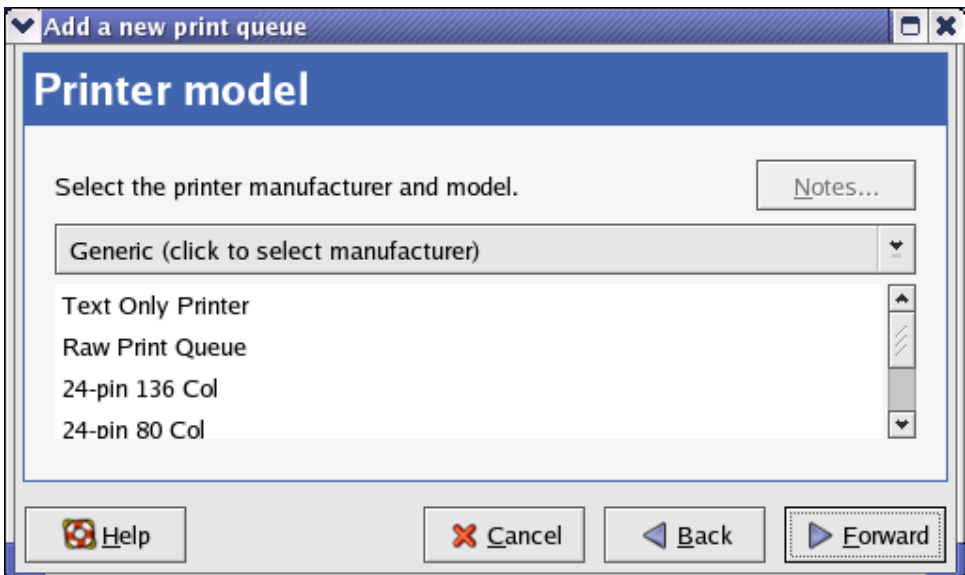 Add a new print queue
Printer model
Select the printer manufacturer and model.
Notes...
Generic (click to select manufacturer)
Text Only Printer
Raw Print Queue
24-pin 136 Col
24-pin 80 Col
Help
Cancel
Back
Forward